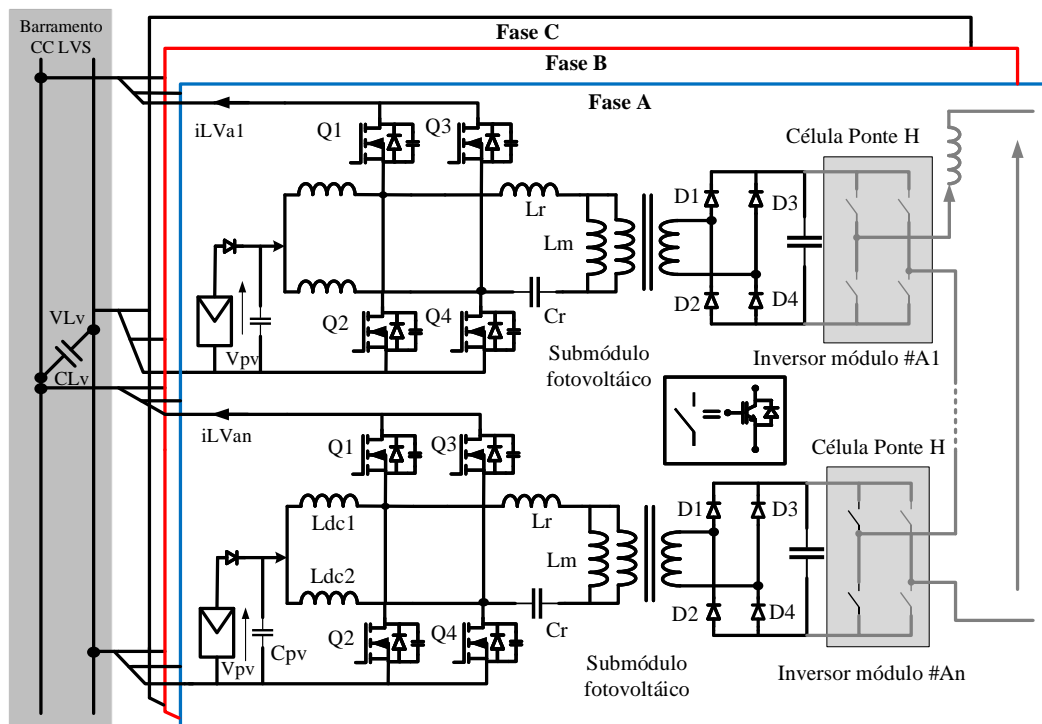 Barramento
CC LVS
Fase C
Fase B
Fase A
iLVa1
Q1
Q3
Célula Ponte H
Lr
D1
D3
Lm
Vpv
Q2
Q4
Cr
D2
D4
VLv
CLv
Submódulo
fotovoltáico
Inversor módulo #A1
iLVan
Q1
Q3
Célula Ponte H
Ldc1
Lr
D1
D3
Lm
Ldc2
Q2
Q4
Cr
D2
D4
Vpv
Cpv
Submódulo
fotovoltáico
Inversor módulo #An